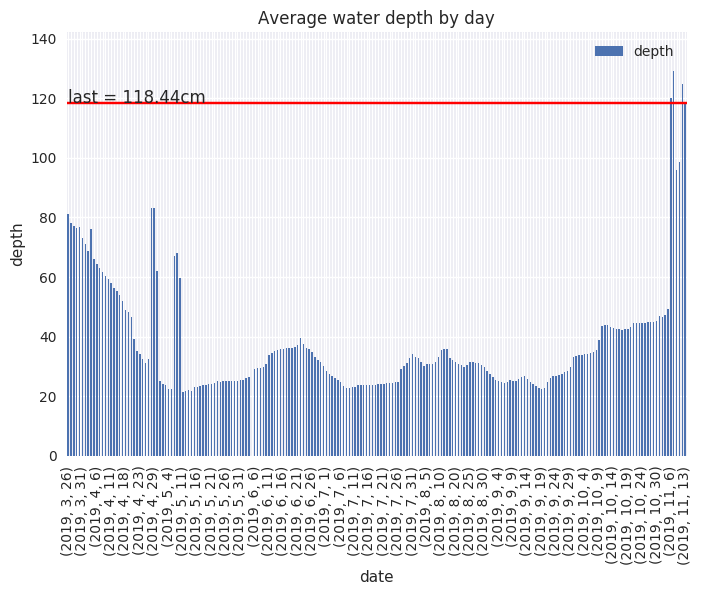 Average water depth by day
140
120
100
80
60
40
20
0
depth
depth
last = 118.44cm
(2019, 3, 26)
(2019, 3, 31)
(2019, 4, 6)
(2019, 4, 11)
(2019, 4, 18)
(2019, 4, 23)
(2019, 4, 29)
(2019, 5, 4)
(2019, 5, 11)
(2019, 5, 16)
(2019, 5, 21)
(2019, 5, 26)
(2019, 5, 31)
(2019, 6, 6)
(2019, 6, 11)
(2019, 6, 16)
(2019, 6, 21)
(2019, 6, 26)
(2019, 7, 1)
(2019, 7, 6)
(2019, 7, 11)
(2019, 7, 16)
(2019, 7, 21)
(2019, 7, 26)
(2019, 7, 31)
(2019, 8, 5)
(2019, 8, 10)
(2019, 8, 20)
(2019, 8, 25)
(2019, 8, 30)
(2019, 9, 4)
(2019, 9, 9)
(2019, 9, 14)
(2019, 9, 19)
(2019, 9, 24)
(2019, 9, 29)
(2019, 10, 4)
(2019, 10, 9)
(2019, 10, 14)
(2019, 10, 19)
(2019, 10, 24)
(2019, 10, 30)
(2019, 11, 6)
(2019, 11, 13)
date